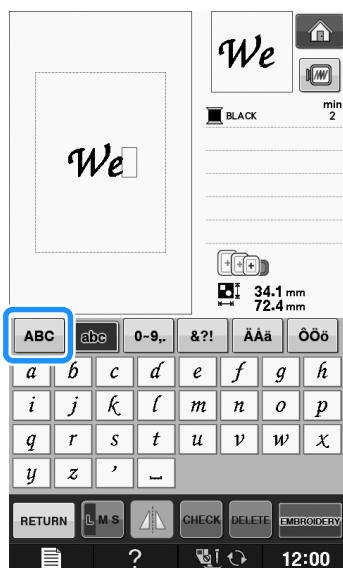 We
We
min
BLACK 2
34.1 mm
72.4 mm
ABC abc 0~9,. &?! ÄÅä ÔÖö
a b c d e f g h
i j k l m n o p
q r s t u v w x
y z ’ ⎵
RETURN L M S CHECK DELETE EMBROIDERY
? 12:00